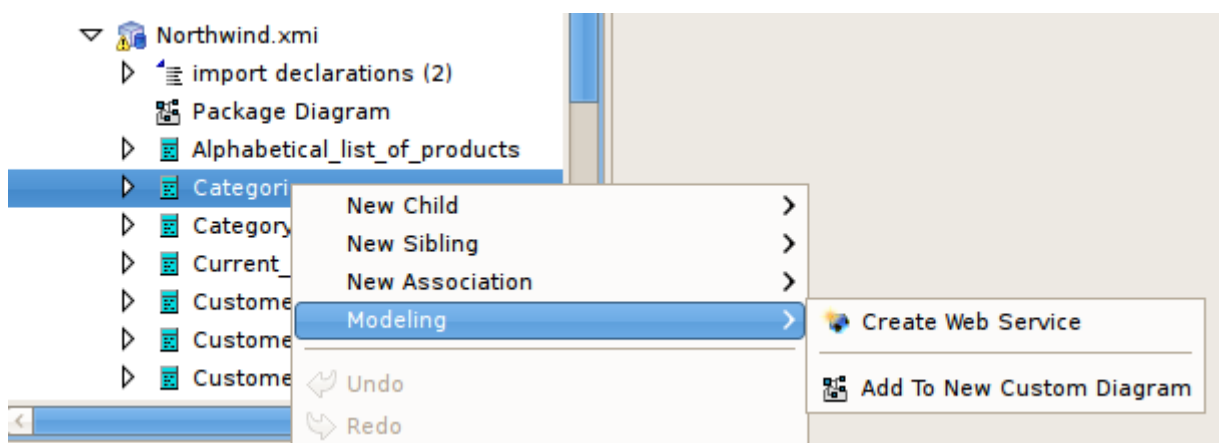 Northwind.xmi
import declarations (2)
Package Diagram
Alphabetical_list_of_products
Categori
Category
Current_
Custome
Custome
Custome
New Child
New Sibling
New Association
Modeling
Undo
Redo
Create Web Service
Add To New Custom Diagram